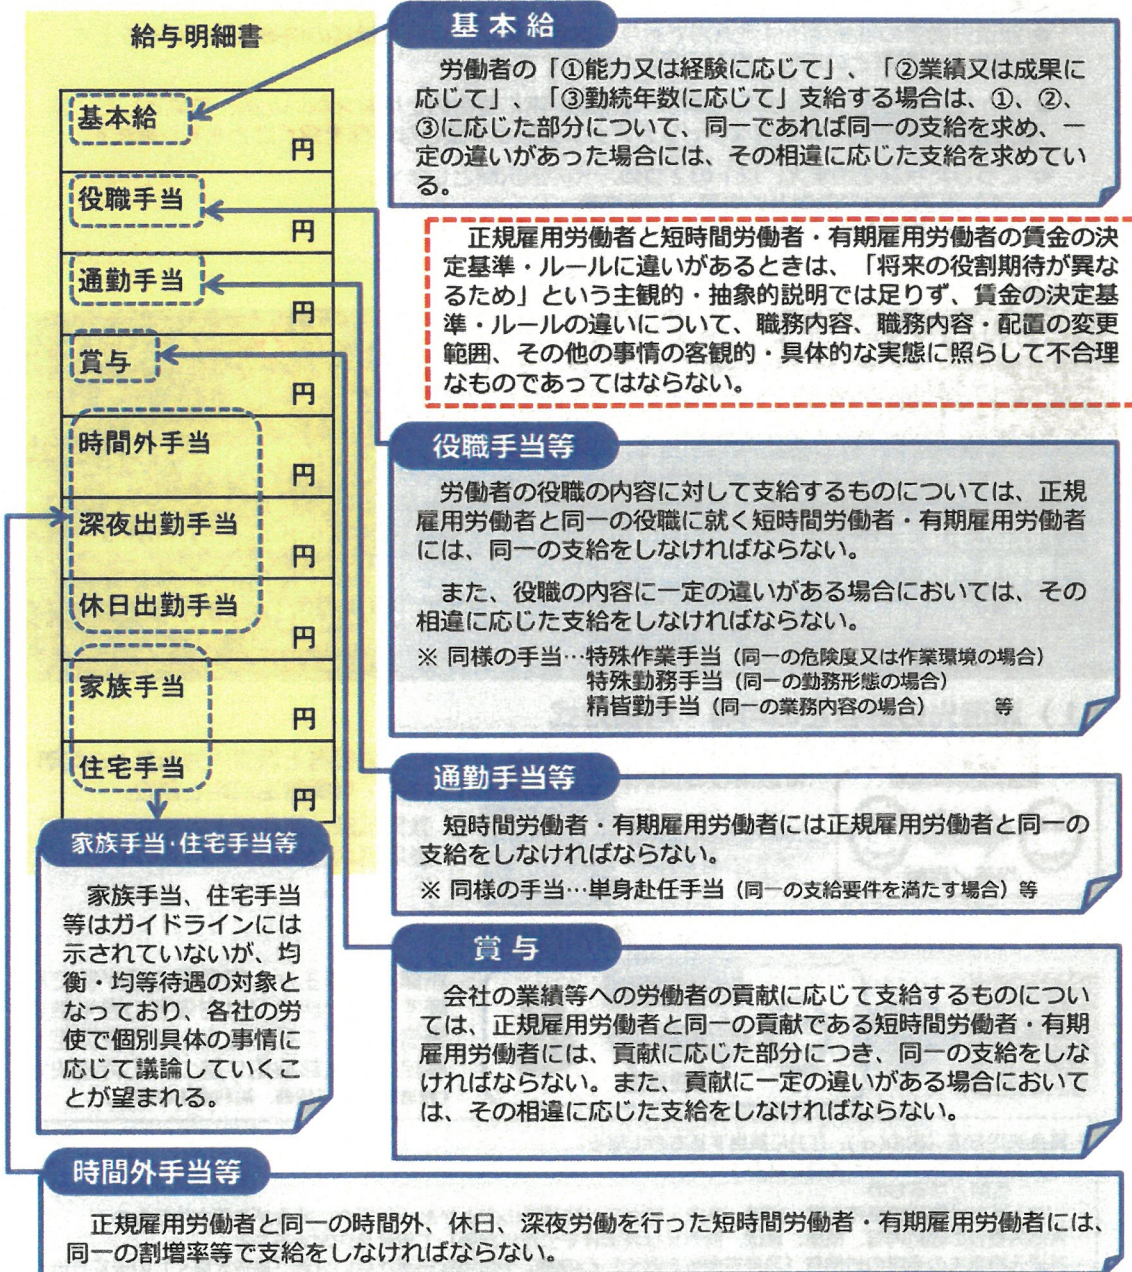 給与明細書
基本給
円
役職手当
円
通勤手当
円
賞与
円
時間外手当
円
深夜出勤手当
円
休日出勤手当
円
家族手当
円
住宅手当
円
基本給
労働者の「①能力又は経験に応じて」、「②業績又は成果に
応じて」、「③勤続年数に応じて」支給する場合は、①、②、
③に応じた部分について、同一であれば同一の支給を求め、一
定の違いがあった場合には、その相違に応じた支給を求めてい
る。
正規雇用労働者と短時間労働者・有期雇用労働者の賃金の決
定基準・ルールに違いがあるときは、「将来の役割期待が異な
るため」という主観的・抽象的説明では足りず、賃金の決定基
準・ルールの違いについて、職務内容、職務内容・配置の変更
範囲、その他の事情の客観的・具体的な実態に照らして不合理
なものであってはならない。
役職手当等
労働者の役職の内容に対して支給するものについては、正規
雇用労働者と同一の役職に就く短時間労働者・有期雇用労働者
には、同一の支給をしなければならない。
また、役職の内容に一定の違いがある場合においては、その
相違に応じた支給をしなければならない。
※ 同様の手当…特殊作業手当（同一の危険度又は作業環境の場合）
特殊勤務手当（同一の勤務形態の場合）
精皆勤手当（同一の業務内容の場合） 等
通勤手当等
短時間労働者・有期雇用労働者には正規雇用労働者と同一の
支給をしなければならない。
※ 同様の手当…単身赴任手当（同一の支給要件を満たす場合）等
家族手当・住宅手当等
家族手当、住宅手当
等はガイドラインには
示されていないが、均
衡・均等待遇の対象と
なっており、各社の労
使で個別具体の事情に
応じて議論していくこ
とが望まれる。
賞与
会社の業績等への労働者の貢献に応じて支給するものについ
ては、正規雇用労働者と同一の貢献である短時間労働者・有期
雇用労働者には、貢献に応じた部分につき、同一の支給をしな
ければならない。また、貢献に一定の違いがある場合において
は、その相違に応じた支給をしなければならない。
時間外手当等
正規雇用労働者と同一の時間外、休日、深夜労働を行った短時間労働者・有期雇用労働者には、
同一の割増率等で支給をしなければならない。